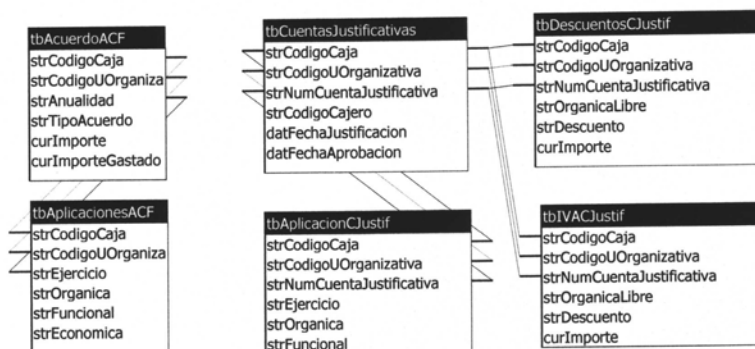 tbAcuerdoACF
strCodigoCaja
strCodigoUOrganiza
strAnualidad
strTipoAcuerdo
curImporte
curImporteGastado
tbCuentasJustificativas
strCodigoCaja
strCodigoUOrganizativa
strNumCuentaJustificativa
strCodigoCajero
datFechaJustificacion
datFechaAprobacion
tbDescuentosCJustif
strCodigoCaja
strCodigoUOrganizativa
strNumCuentaJustificativa
strOrganicaLibre
strDescuento
curImporte
tbAplicacionesACF
strCodigoCaja
strCodigoUOrganiza
strEjercicio
strOrganica
strFuncional
strEconomica
tbAplicacionCJustif
strCodigoCaja
strCodigoUOrganizativa
strNumCuentaJustificativa
strEjercicio
strOrganica
strFuncional
tbIVACJustif
strCodigoCaja
strCodigoUOrganizativa
strNumCuentaJustificativa
strOrganicaLibre
strDescuento
curImporte